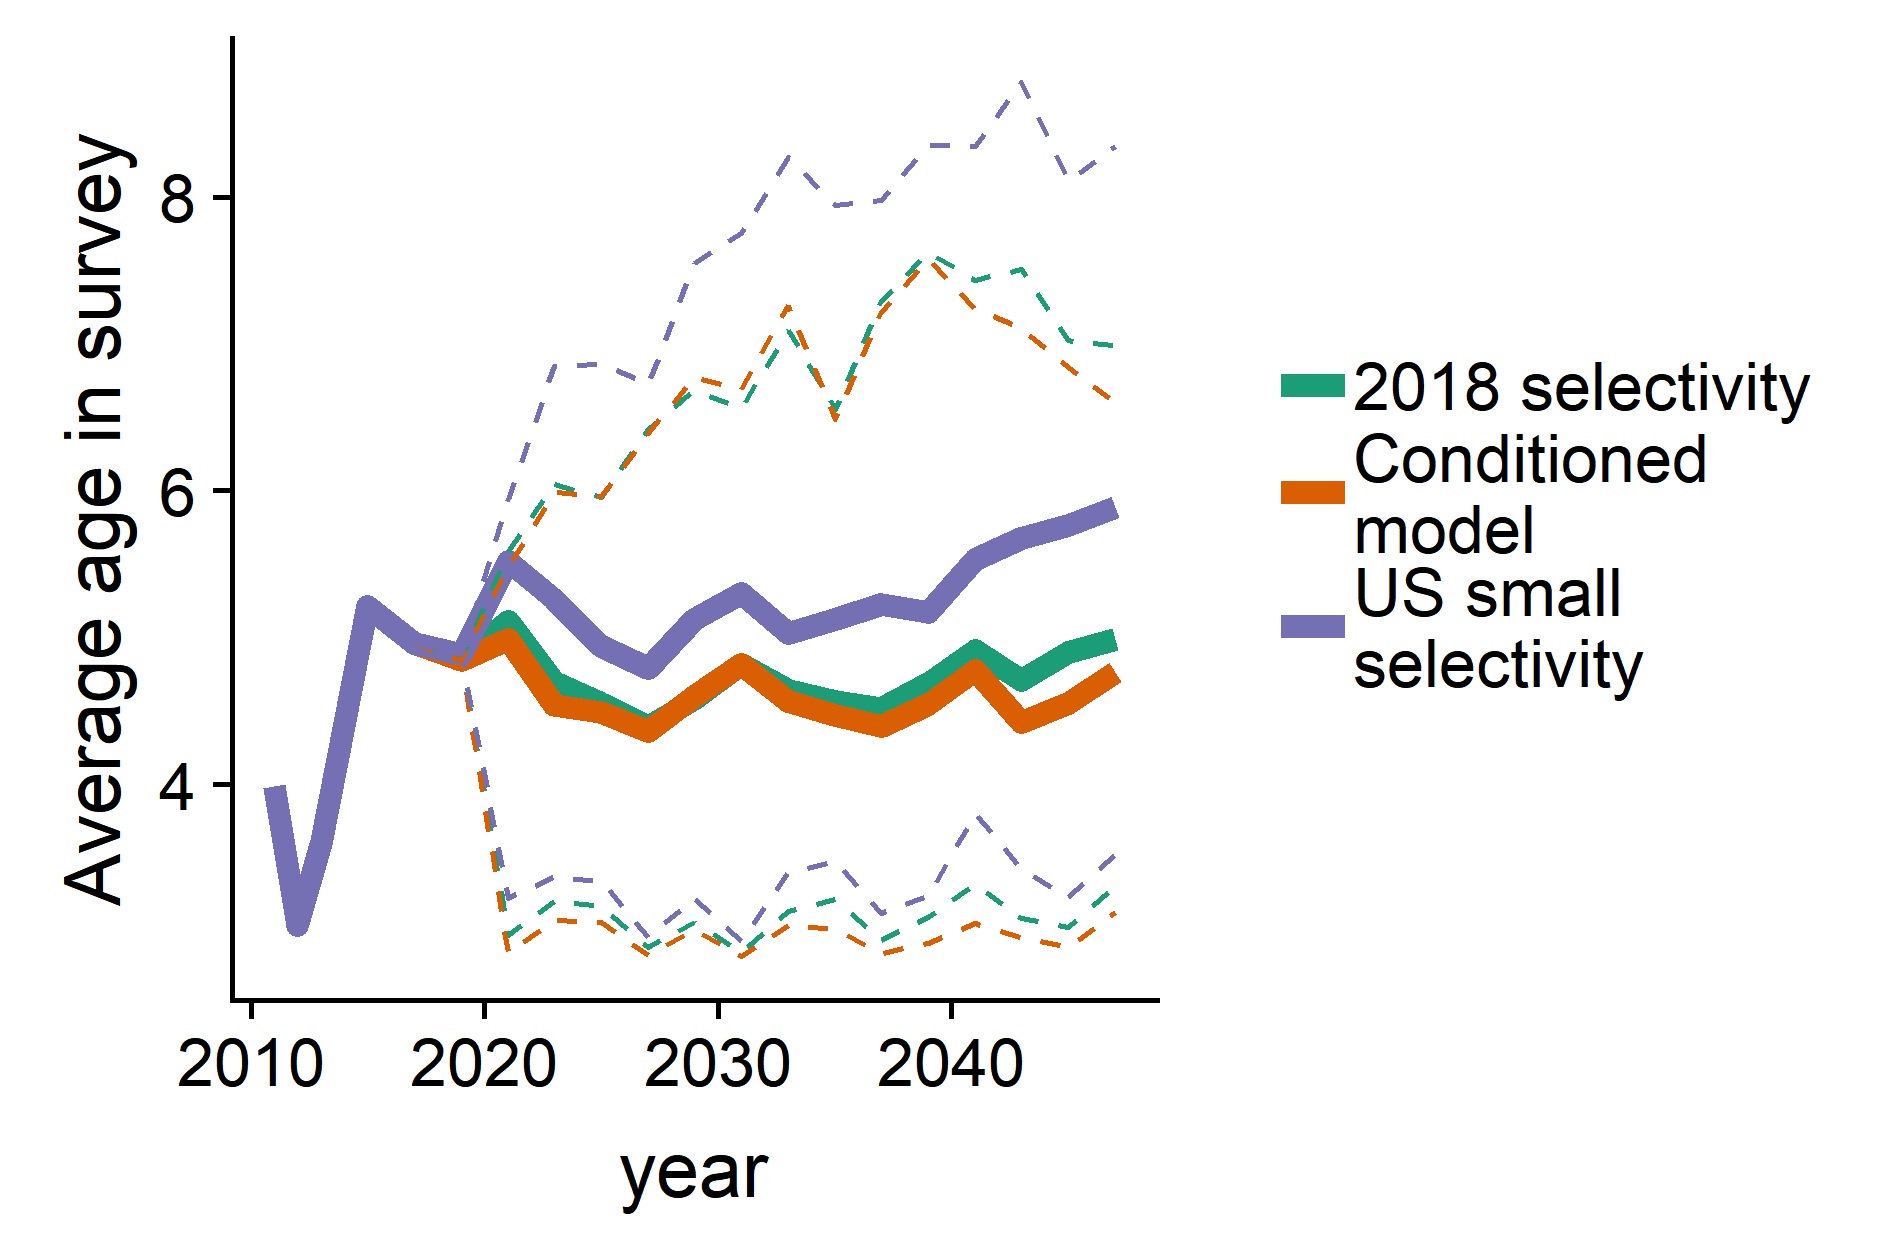 Average age in survey
8
6
4
2010 2020 2030 2040
year
2018 selectivity
Conditioned
model
US small
selectivity